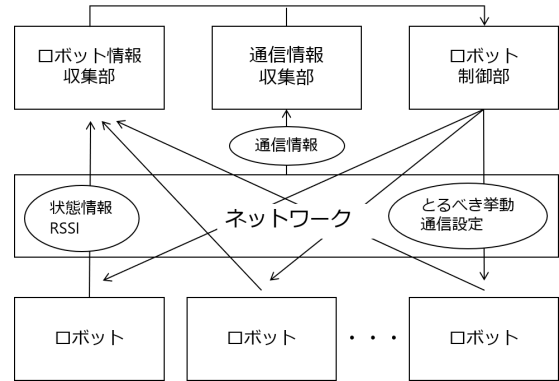 ロボット情報
収集部
通信情報
収集部
ロボット
制御部
通信情報
状態情報
RSSI
ネットワーク
とるべき挙動
通信設定
ロボット
ロボット
・・・
ロボット